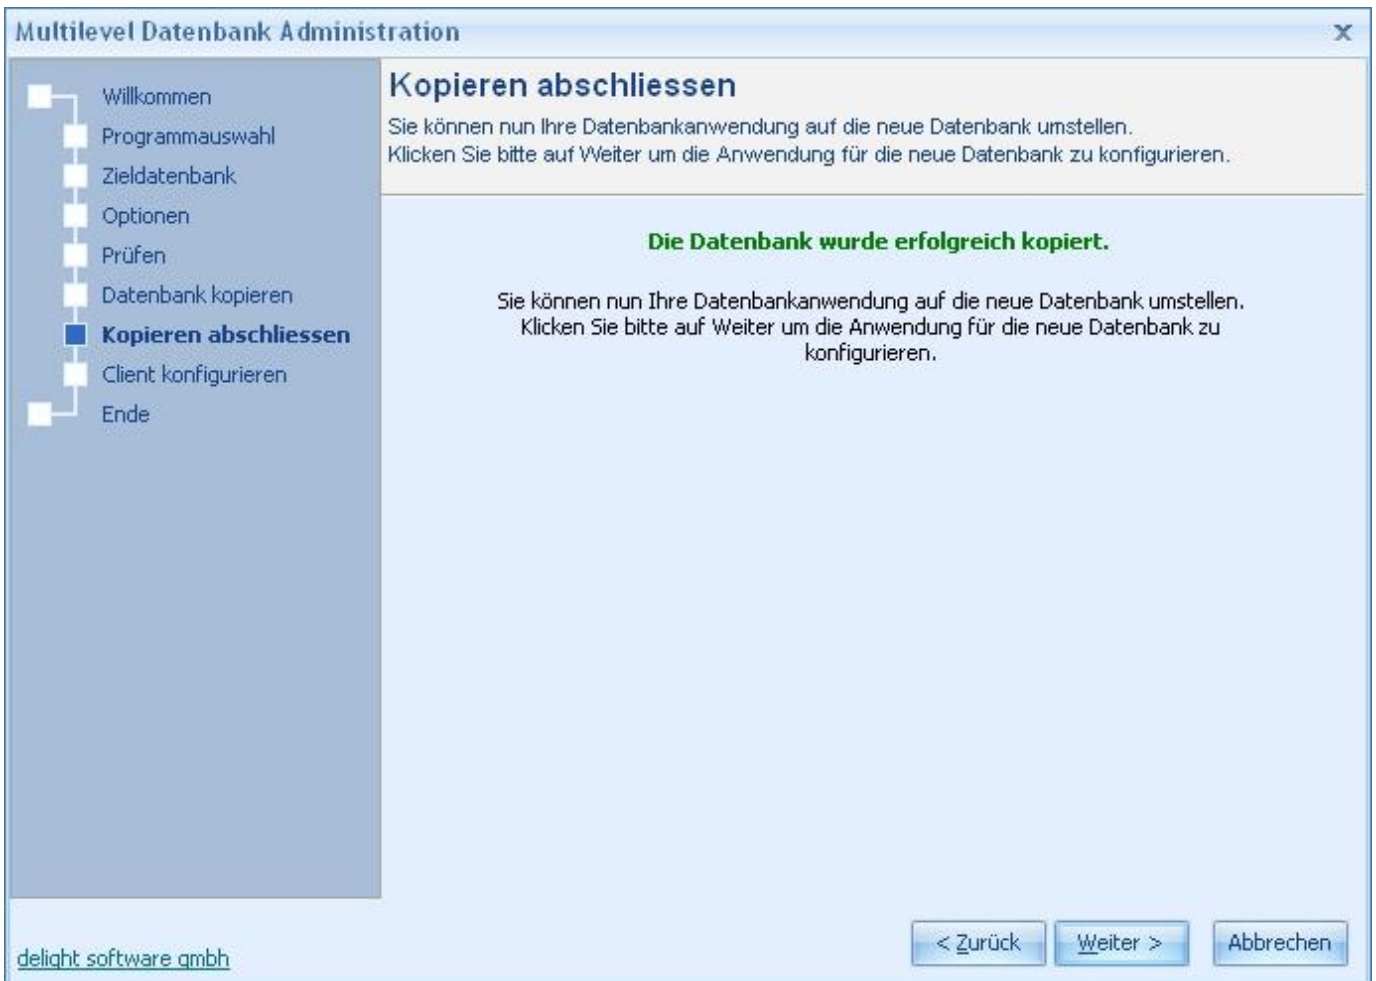 Multilevel Datenbank Administration
x
Willkommen
Programmauswahl
Zieldatenbank
Optionen
Prüfen
Datenbank kopieren
Kopieren abschliessen
Client konfigurieren
Ende
Kopieren abschliessen
Sie können nun Ihre Datenbankanwendung auf die neue Datenbank umstellen.
Klicken Sie bitte auf Weiter um die Anwendung für die neue Datenbank zu konfigurieren.
Die Datenbank wurde erfolgreich kopiert.
Sie können nun Ihre Datenbankanwendung auf die neue Datenbank umstellen.
Klicken Sie bitte auf Weiter um die Anwendung für die neue Datenbank zu
konfigurieren.
delight software gmbh
< Zurück
Weiter >
Abbrechen